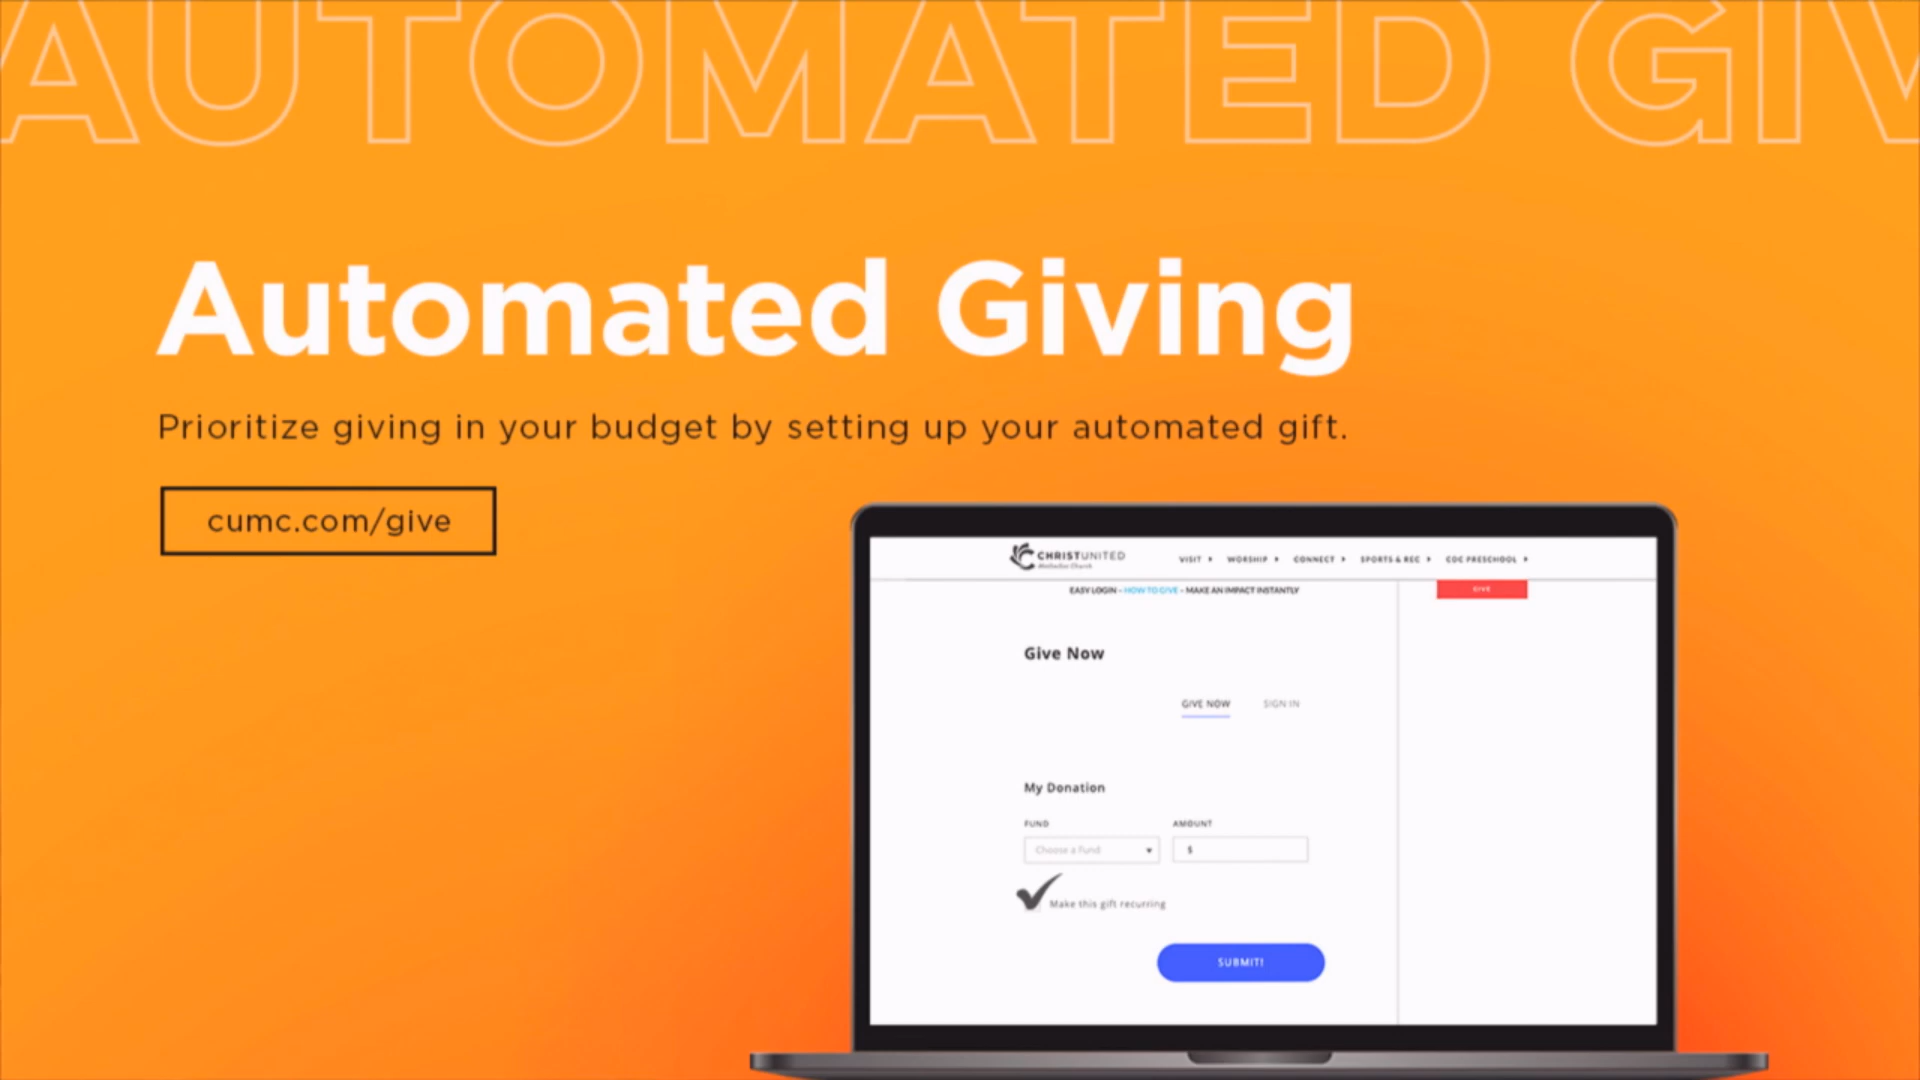 AUTOMATED GIV
Automated Giving
Prioritize giving in your budget by setting up your automated gift.
cumc.com/give
CHRISTUNITED
Methodist Church
VISIT WORSHIP CONNECT SPORTS & REC CDC PRESCHOOL
EASY LOGIN – HOW TO GIVE – MAKE AN IMPACT INSTANTLY
GIVE
Give Now
GIVE NOW SIGN IN
My Donation
FUND AMOUNT
Choose a Fund $
Make this gift recurring
SUBMIT!